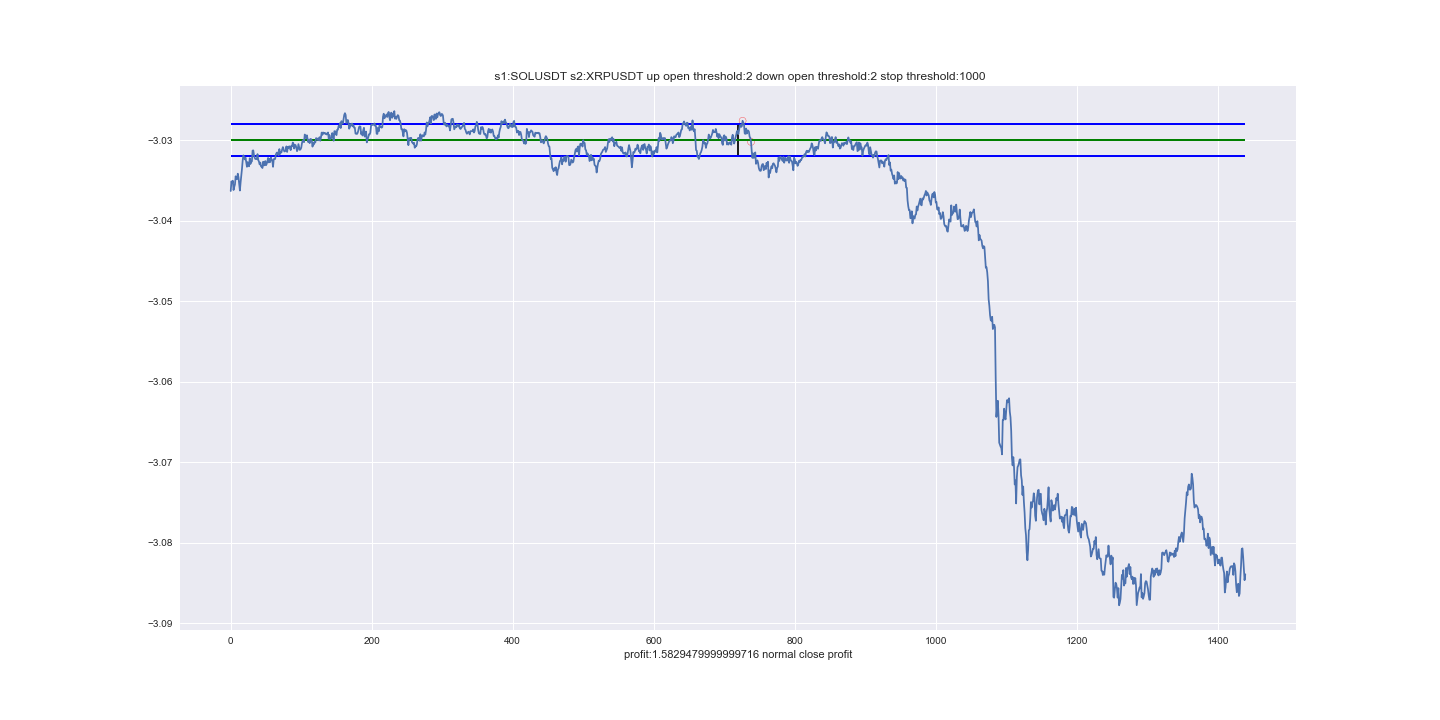 s1:SOLUSDT s2:XRPUSDT up open threshold:2 down open threshold:2 stop threshold:1000
−3.03
−3.04
−3.05
−3.06
−3.07
−3.08
−3.09
0 200 400 600 800 1000 1200 1400
profit:1.5829479999999716 normal close profit